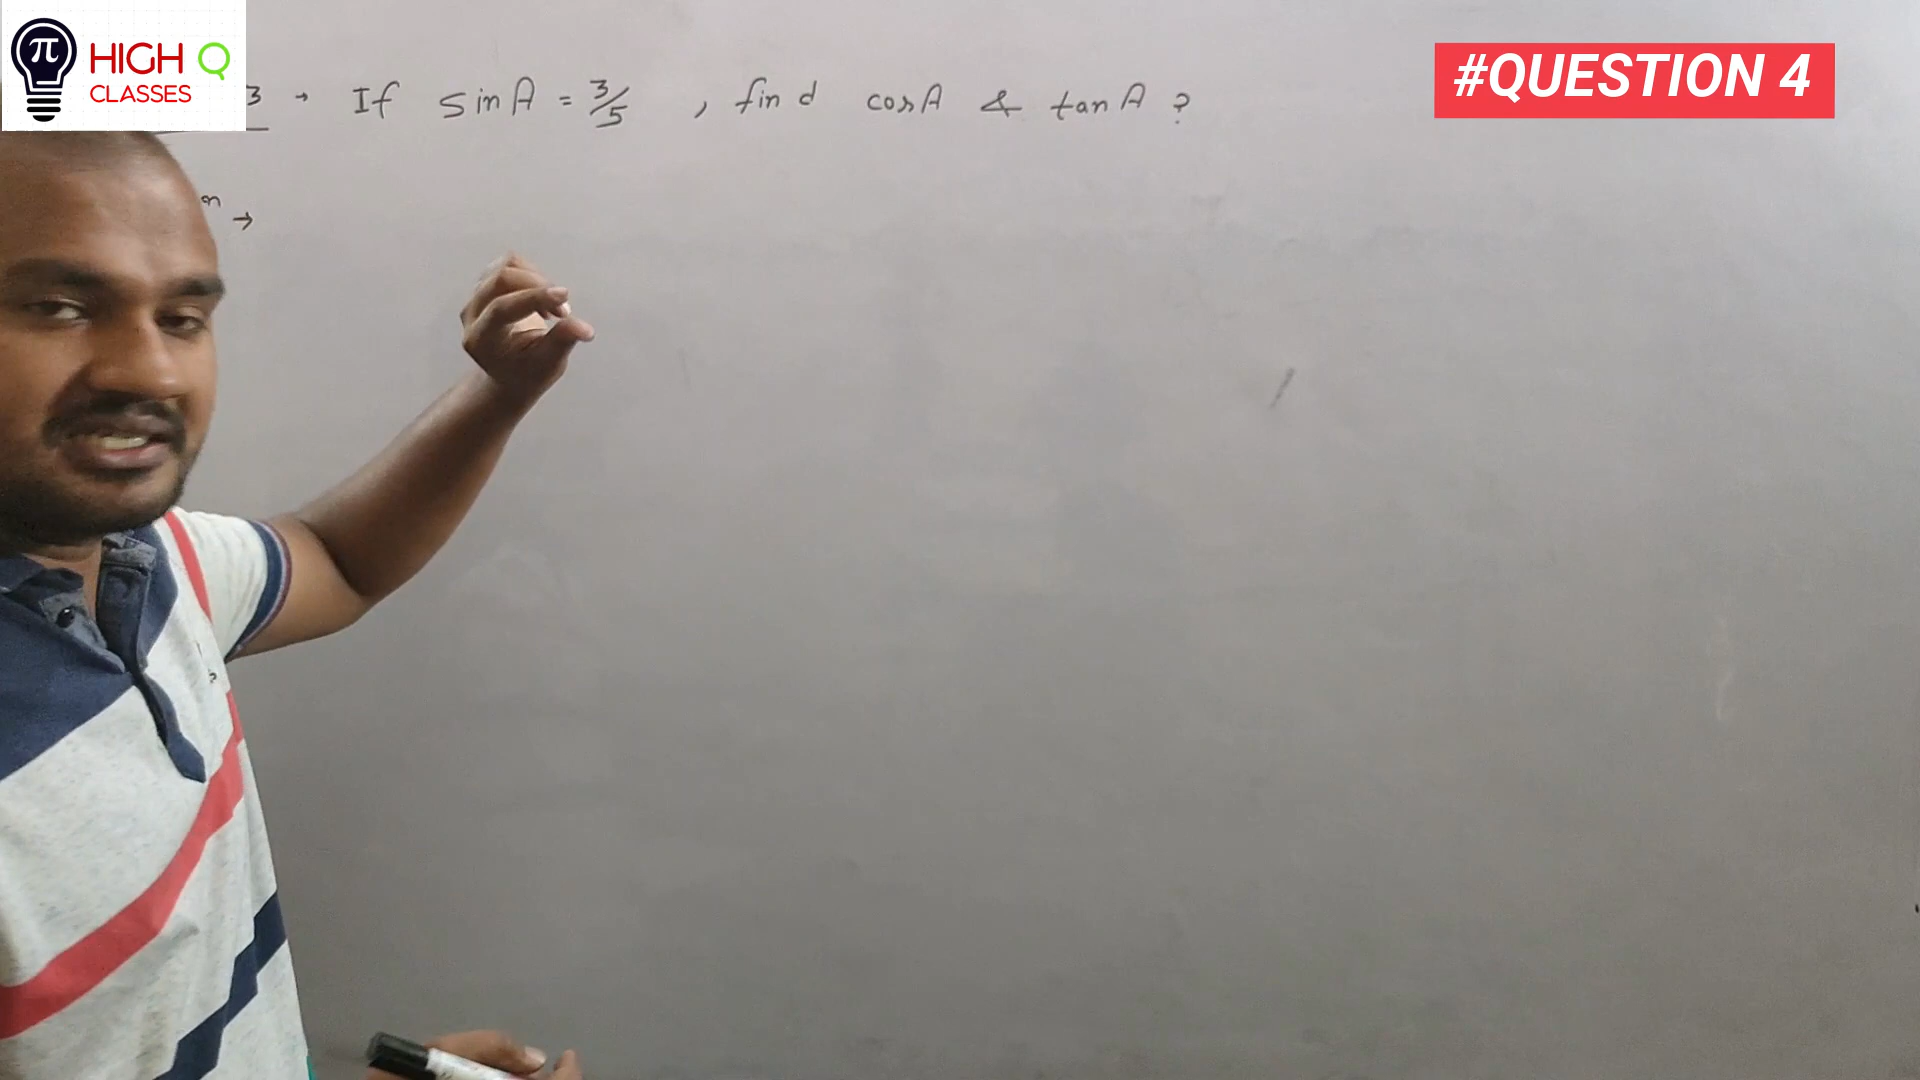 π HIGH Q
CLASSES
#QUESTION 4
3 → If sinA = 3/5 , find cosA & tanA ?
n →